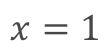 x = 1